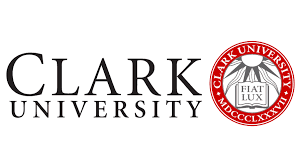 CLARK
UNIVERSITY
CLARK UNIVERSITY
FIAT
LUX
MDCCCLXXXVII